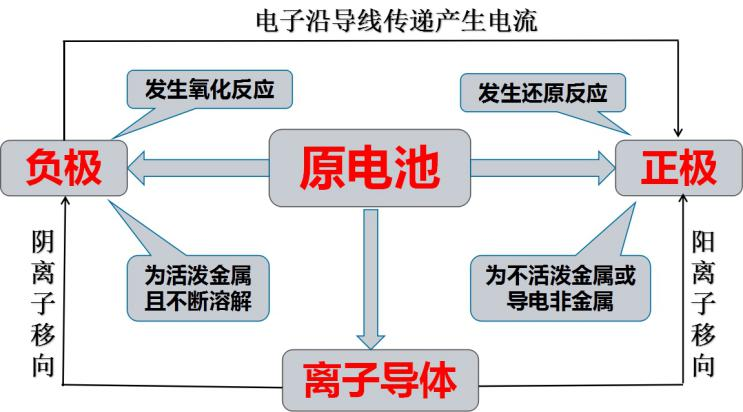 电子沿导线传递产生电流
发生氧化反应
发生还原反应
负极
原电池
正极
阴离子移向
为活泼金属
且不断溶解
为不活泼金属或
导电非金属
阳离子移向
离子导体